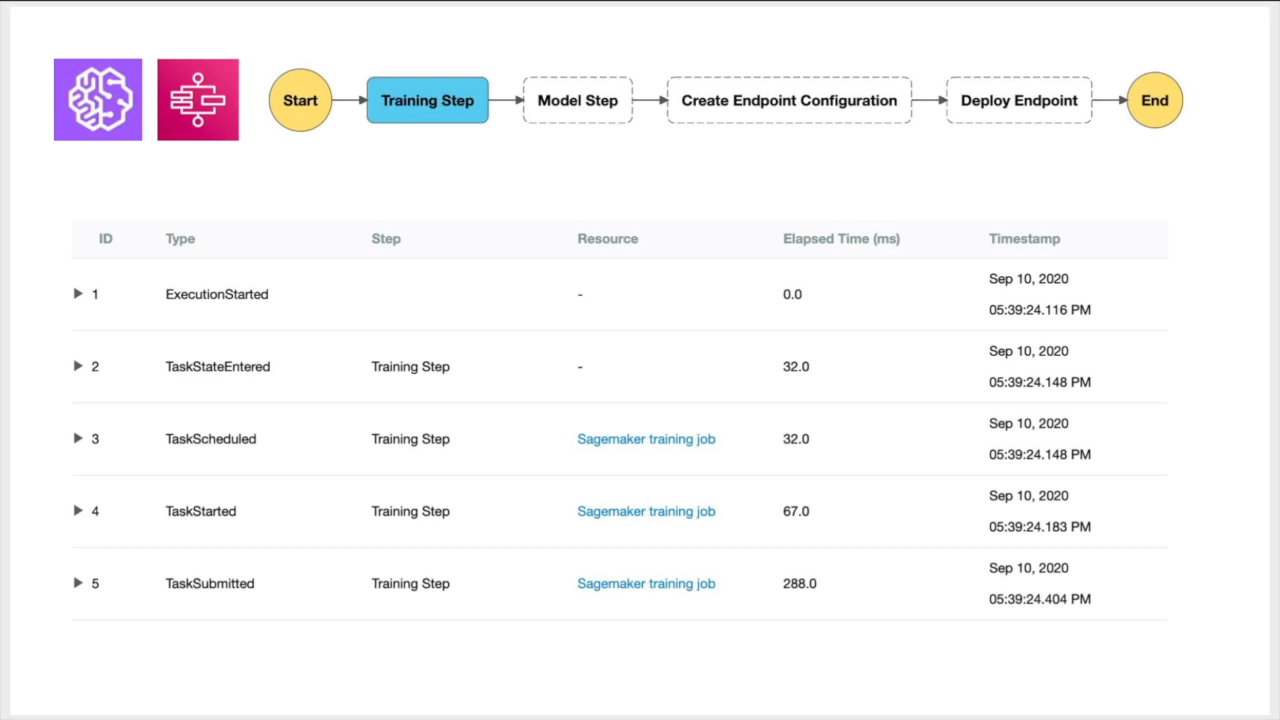 Start Training Step Model Step Create Endpoint Configuration Deploy Endpoint End
ID Type Step Resource Elapsed Time (ms) Timestamp
1 ExecutionStarted - 0.0 Sep 10, 2020
05:39:24.116 PM
2 TaskStateEntered Training Step - 32.0 Sep 10, 2020
05:39:24.148 PM
3 TaskScheduled Training Step Sagemaker training job 32.0 Sep 10, 2020
05:39:24.148 PM
4 TaskStarted Training Step Sagemaker training job 67.0 Sep 10, 2020
05:39:24.183 PM
5 TaskSubmitted Training Step Sagemaker training job 288.0 Sep 10, 2020
05:39:24.404 PM